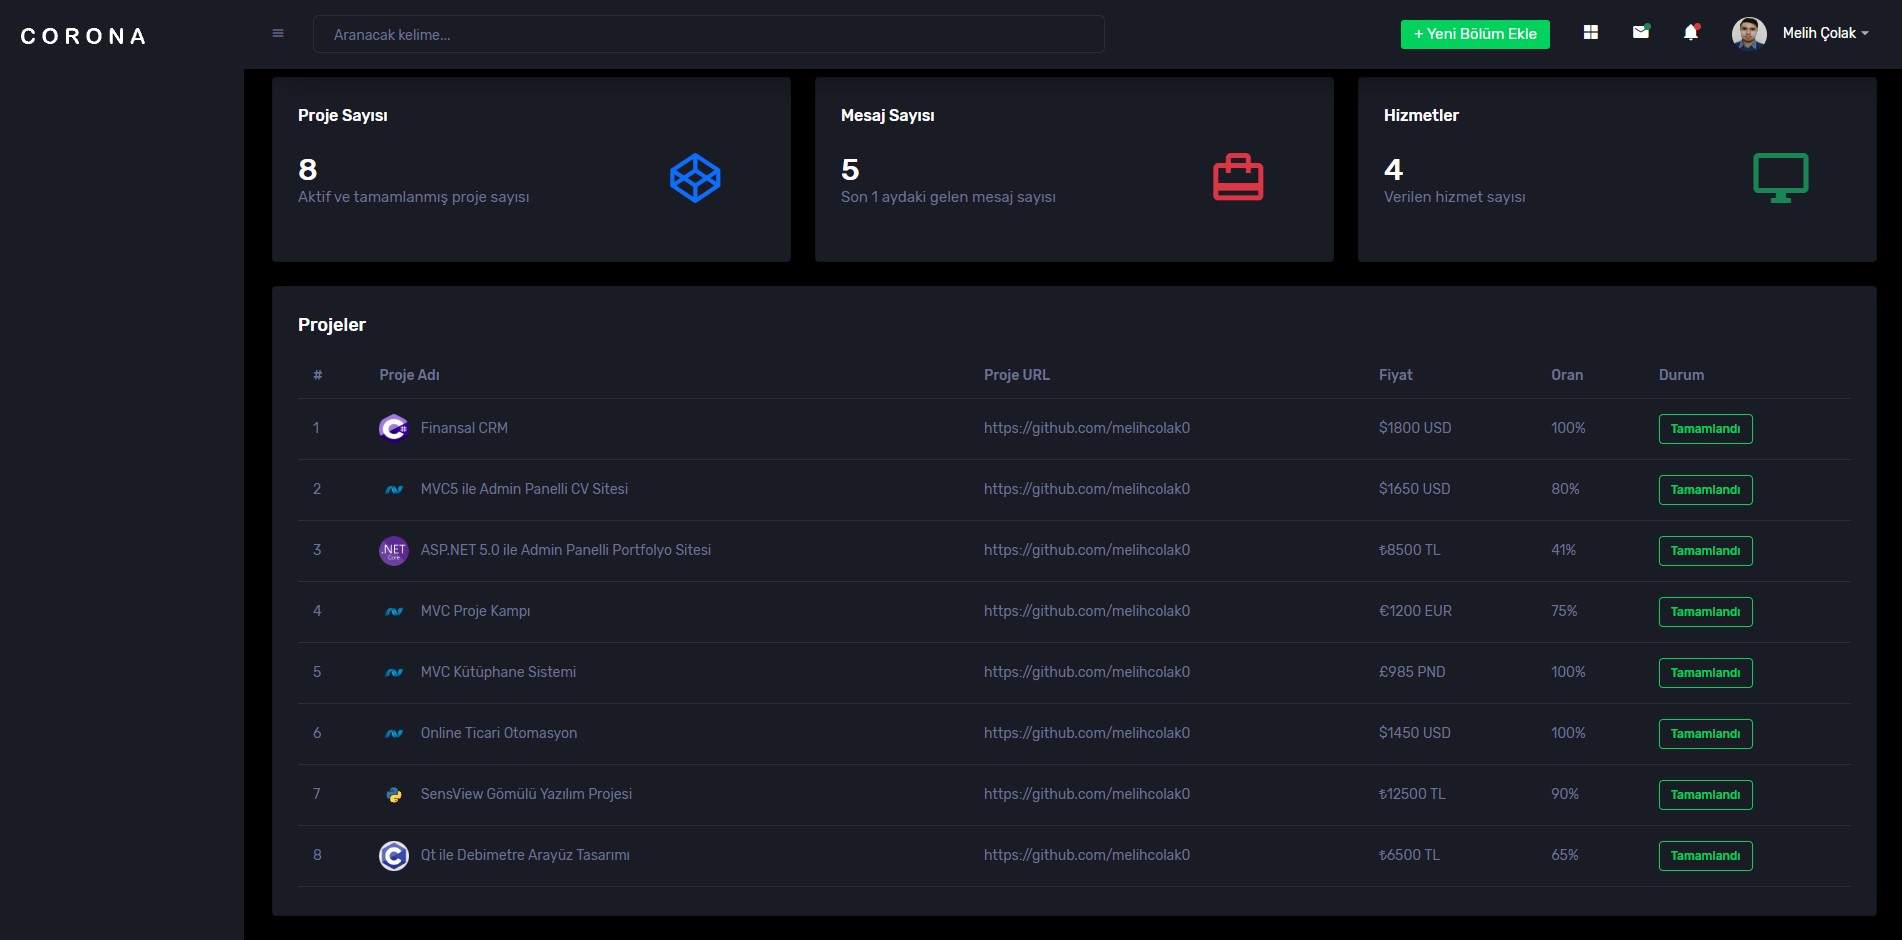 CORONA
Aranacak kelime...
+ Yeni Bölüm Ekle
Melih Çolak
Proje Sayısı
8
Aktif ve tamamlanmış proje sayısı
Mesaj Sayısı
5
Son 1 aydaki gelen mesaj sayısı
Hizmetler
4
Verilen hizmet sayısı
Projeler
# Proje Adı Proje URL Fiyat Oran Durum
1 Finansal CRM https://github.com/melihcolak0 $1800 USD 100% Tamamlandı
2 MVC5 ile Admin Panelli CV Sitesi https://github.com/melihcolak0 $1650 USD 80% Tamamlandı
3 .NET Core ASP.NET 5.0 ile Admin Panelli Portfolyo Sitesi https://github.com/melihcolak0 ₺8500 TL 41% Tamamlandı
4 MVC Proje Kampı https://github.com/melihcolak0 €1200 EUR 75% Tamamlandı
5 MVC Kütüphane Sistemi https://github.com/melihcolak0 £985 PND 100% Tamamlandı
6 Online Ticari Otomasyon https://github.com/melihcolak0 $1450 USD 100% Tamamlandı
7 SensView Gömülü Yazılım Projesi https://github.com/melihcolak0 ₺12500 TL 90% Tamamlandı
8 C Qt ile Debimetre Arayüz Tasarımı https://github.com/melihcolak0 ₺6500 TL 65% Tamamlandı